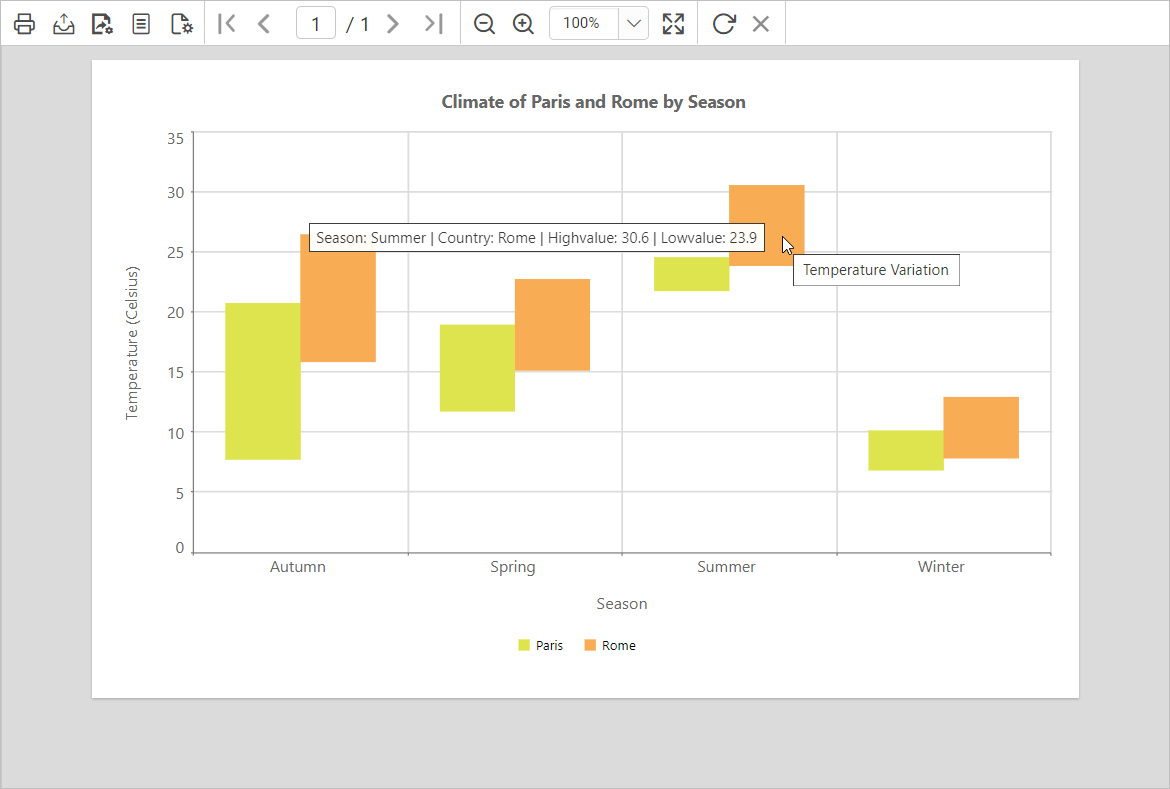 1 / 1 100%
Climate of Paris and Rome by Season
35
30
Season: Summer | Country: Rome | Highvalue: 30.6 | Lowvalue: 23.9
25
Temperature Variation
20
15
10
5
0
Temperature (Celsius)
Autumn Spring Summer Winter
Season
Paris Rome